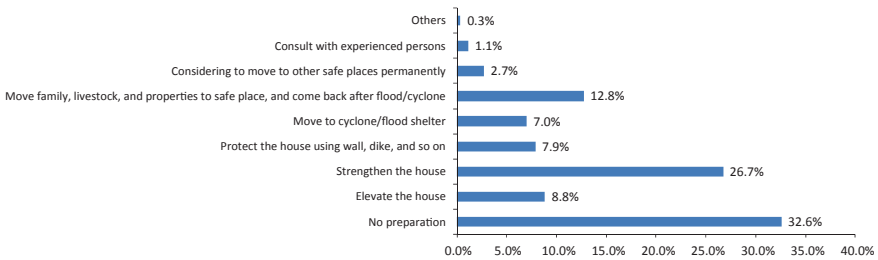 Others 0.3%
Consult with experienced persons 1.1%
Considering to move to other safe places permanently 2.7%
Move family, livestock, and properties to safe place, and come back after flood/cyclone 12.8%
Move to cyclone/flood shelter 7.0%
Protect the house using wall, dike, and so on 7.9%
Strengthen the house 26.7%
Elevate the house 8.8%
No preparation 32.6%
0.0% 5.0% 10.0% 15.0% 20.0% 25.0% 30.0% 35.0% 40.0%